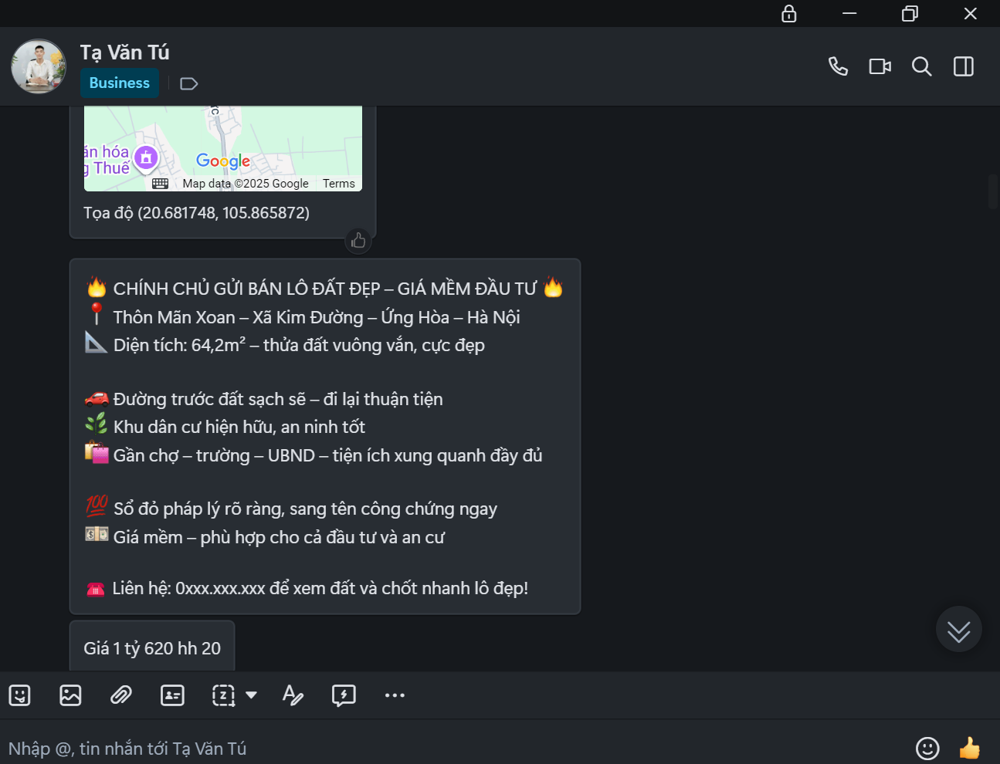 Tạ Văn Tú
Business
ăn hóa
g Thuế
Google
Map data ©2025 Google
Terms
Tọa độ (20.681748, 105.865872)
🔥 CHÍNH CHỦ GỬI BÁN LÔ ĐẤT ĐẸP – GIÁ MỀM ĐẦU TƯ 🔥
📍 Thôn Mãn Xoan – Xã Kim Đường – Ứng Hòa – Hà Nội
📐 Diện tích: 64,2m² – thửa đất vuông vắn, cực đẹp
🚗 Đường trước đất sạch sẽ – đi lại thuận tiện
🌿 Khu dân cư hiện hữu, an ninh tốt
🛍️ Gần chợ – trường – UBND – tiện ích xung quanh đầy đủ
💯 Sổ đỏ pháp lý rõ ràng, sang tên công chứng ngay
💵 Giá mềm – phù hợp cho cả đầu tư và an cư
☎️ Liên hệ: 0xxx.xxx.xxx để xem đất và chốt nhanh lô đẹp!
Giá 1 tỷ 620 hh 20
Nhập @, tin nhắn tới Tạ Văn Tú